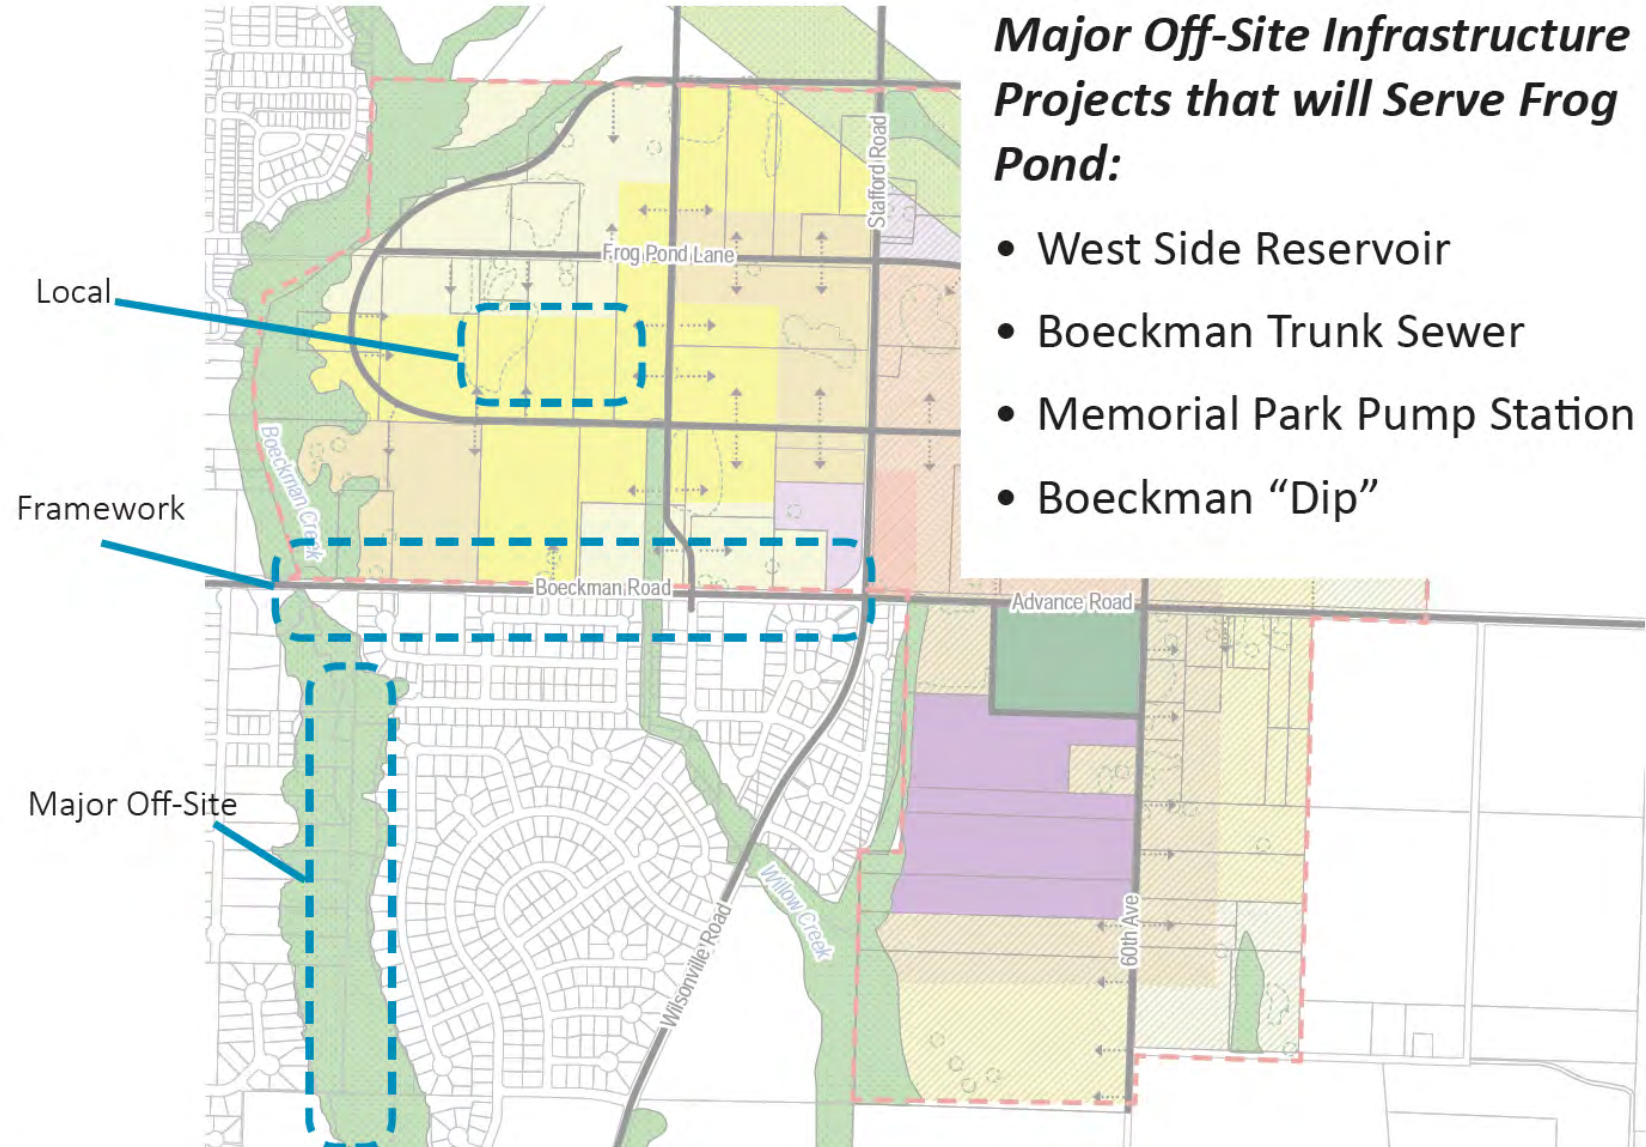 Major Off-Site Infrastructure
Projects that will Serve Frog
Pond:
• West Side Reservoir
• Boeckman Trunk Sewer
• Memorial Park Pump Station
• Boeckman “Dip”
Local
Framework
Major Off-Site
Stafford Road
Frog Pond Lane
Boeckman Creek
Boeckman Road
Advance Road
Willow Creek
Wilsonville Road
60th Ave